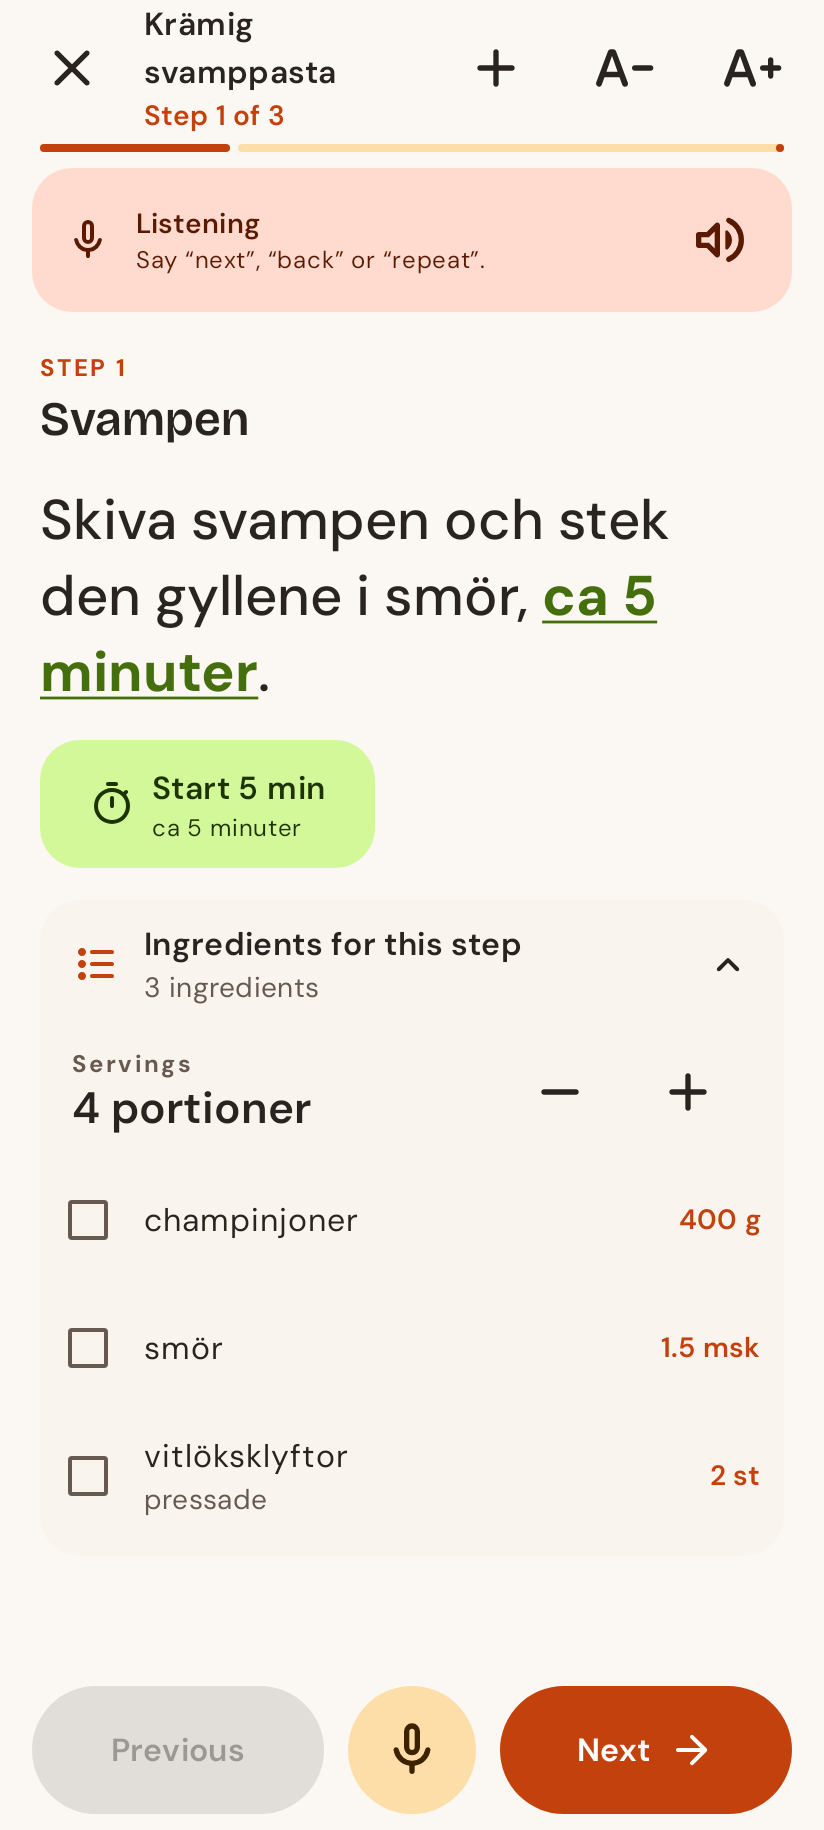 Krämig
svamppasta
Step 1 of 3
A−
A+
Listening
Say “next”, “back” or “repeat”.
STEP 1
Svampen
Skiva svampen och stek
den gyllene i smör, ca 5
minuter.
Start 5 min
ca 5 minuter
Ingredients for this step
3 ingredients
Servings
4 portioner
champinjoner 400 g
smör 1.5 msk
vitlöksklyftor 2 st
pressade
Previous
Next